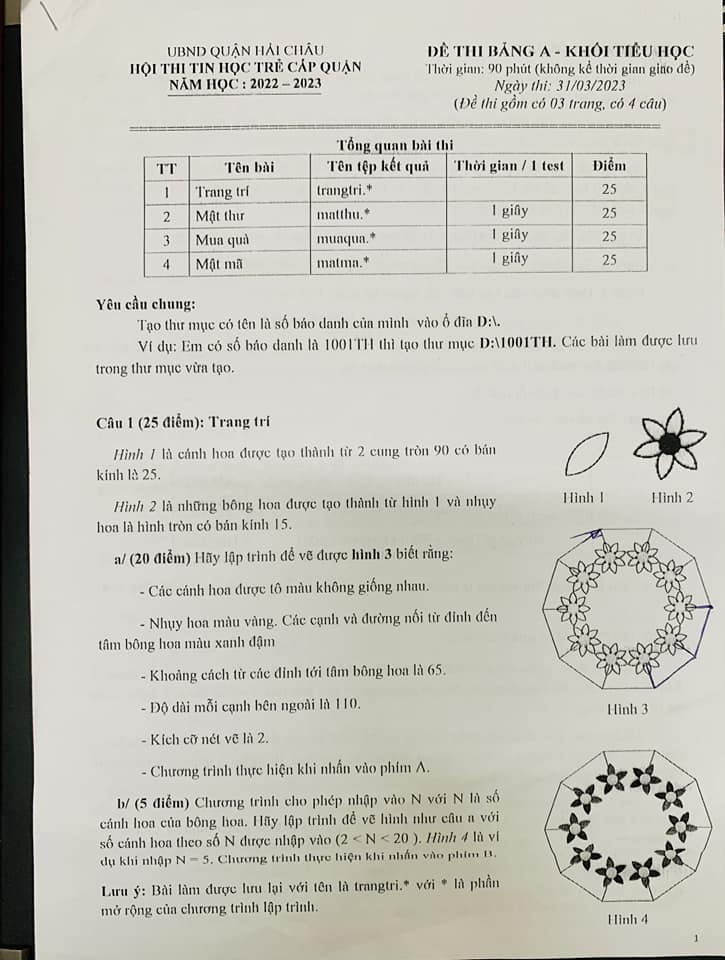 UBND QUẬN HẢI CHÂU
HỘI THI TIN HỌC TRẺ CẤP QUẬN
NĂM HỌC : 2022 – 2023
ĐỀ THI BẢNG A - KHỐI TIỂU HỌC
Thời gian: 90 phút (không kể thời gian giao đề)
Ngày thi: 31/03/2023
(Đề thi gồm có 03 trang, có 4 câu)
Tổng quan bài thi
TT Tên bài Tên tệp kết quả Thời gian / 1 test Điểm
1 Trang trí trangtri.* 25
2 Mật thư matthu.* 1 giây 25
3 Mua quà muaqua.* 1 giây 25
4 Mật mã matma.* 1 giây 25
Yêu cầu chung:
Tạo thư mục có tên là số báo danh của mình vào ổ đĩa D:\.
Ví dụ: Em có số báo danh là 1001TH thì tạo thư mục D:\1001TH. Các bài làm được lưu
trong thư mục vừa tạo.
Câu 1 (25 điểm): Trang trí
Hình 1 là cánh hoa được tạo thành từ 2 cung tròn 90 có bán
kính là 25.
Hình 1
Hình 2
Hình 2 là những bông hoa được tạo thành từ hình 1 và nhụy
hoa là hình tròn có bán kính 15.
a/ (20 điểm) Hãy lập trình để vẽ được hình 3 biết rằng:
- Các cánh hoa được tô màu không giống nhau.
- Nhụy hoa màu vàng. Các cạnh và đường nối từ đỉnh đến
tâm bông hoa màu xanh đậm
- Khoảng cách từ các đỉnh tới tâm bông hoa là 65.
- Độ dài mỗi cạnh bên ngoài là 110.
Hình 3
- Kích cỡ nét vẽ là 2.
- Chương trình thực hiện khi nhấn vào phím A.
b/ (5 điểm) Chương trình cho phép nhập vào N với N là số
cánh hoa của bông hoa. Hãy lập trình để vẽ hình như câu a với
số cánh hoa theo số N được nhập vào (2 < N < 20 ). Hình 4 là ví
dụ khi nhập N = 5. Chương trình thực hiện khi nhấn vào phím B.
Lưu ý: Bài làm được lưu lại với tên là trangtri.* với * là phần
mở rộng của chương trình lập trình.
Hình 4
1